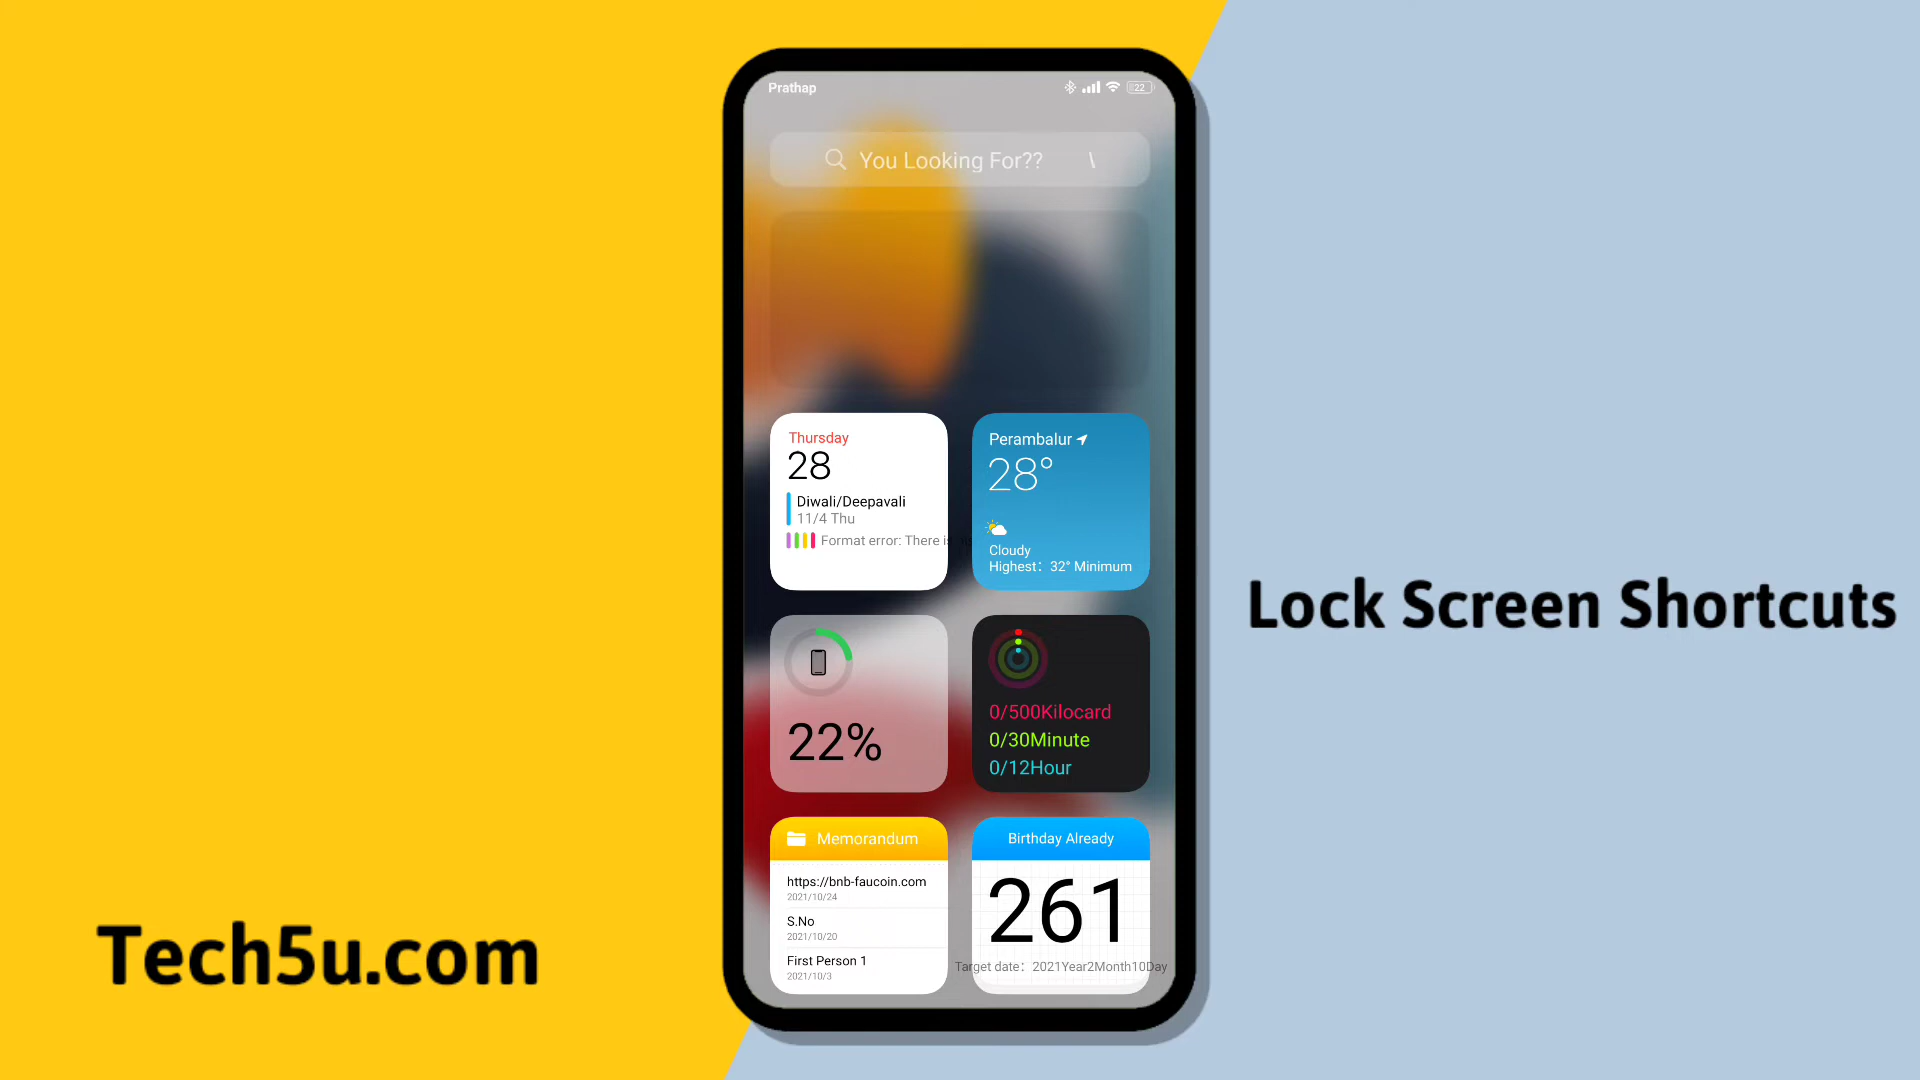 Prathap
22
You Looking For??
\
Thursday
28
Diwali/Deepavali
11/4 Thu
Format error: There is
Perambalur
28°
Cloudy
Highest: 32° Minimum
22%
0/500Kilocard
0/30Minute
0/12Hour
Memorandum
https://bnb-faucoin.com
2021/10/24
S.No
2021/10/20
First Person 1
2021/10/3
Birthday Already
261
Target date: 2021Year2Month10Day
Lock Screen Shortcuts
Tech5u.com